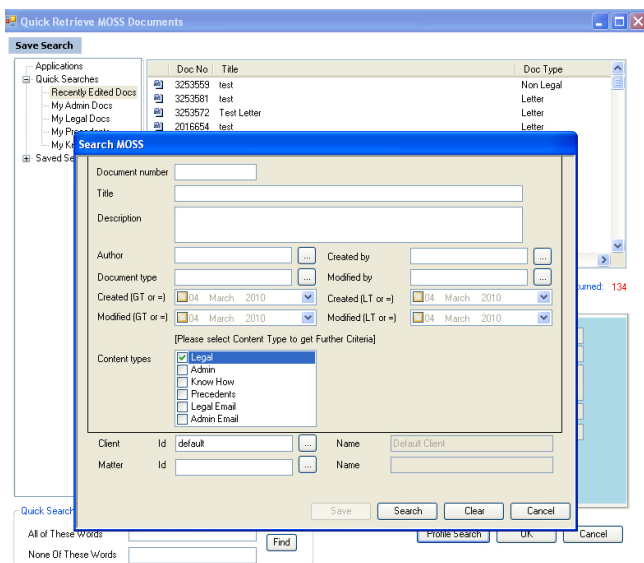 Quick Retrieve MOSS Documents
Save Search
Applications
Quick Searches
Recently Edited Docs
My Admin Docs
My Legal Docs
My
My
Saved
Doc No Title Doc Type
3253559 test Non Legal
3253581 test Letter
3253572 Test Letter Letter
2016654 test Letter
Search MOSS
Document number
Title
Description
Author ... Created by ...
Document type ... Modified by ...
Created (GT or =) 04 March 2010 Created (LT or =) 04 March 2010
Modified (GT or =) 04 March 2010 Modified (LT or =) 04 March 2010
[Please select Content Type to get Further Criteria]
Content types
Legal
Admin
Know How
Precedents
Legal Email
Admin Email
Client Id default ... Name Default Client
Matter Id ... Name
Save Search Clear Cancel
urned: 134
Quick Search
All of These Words
None Of These Words
Find
Profile Search OK Cancel